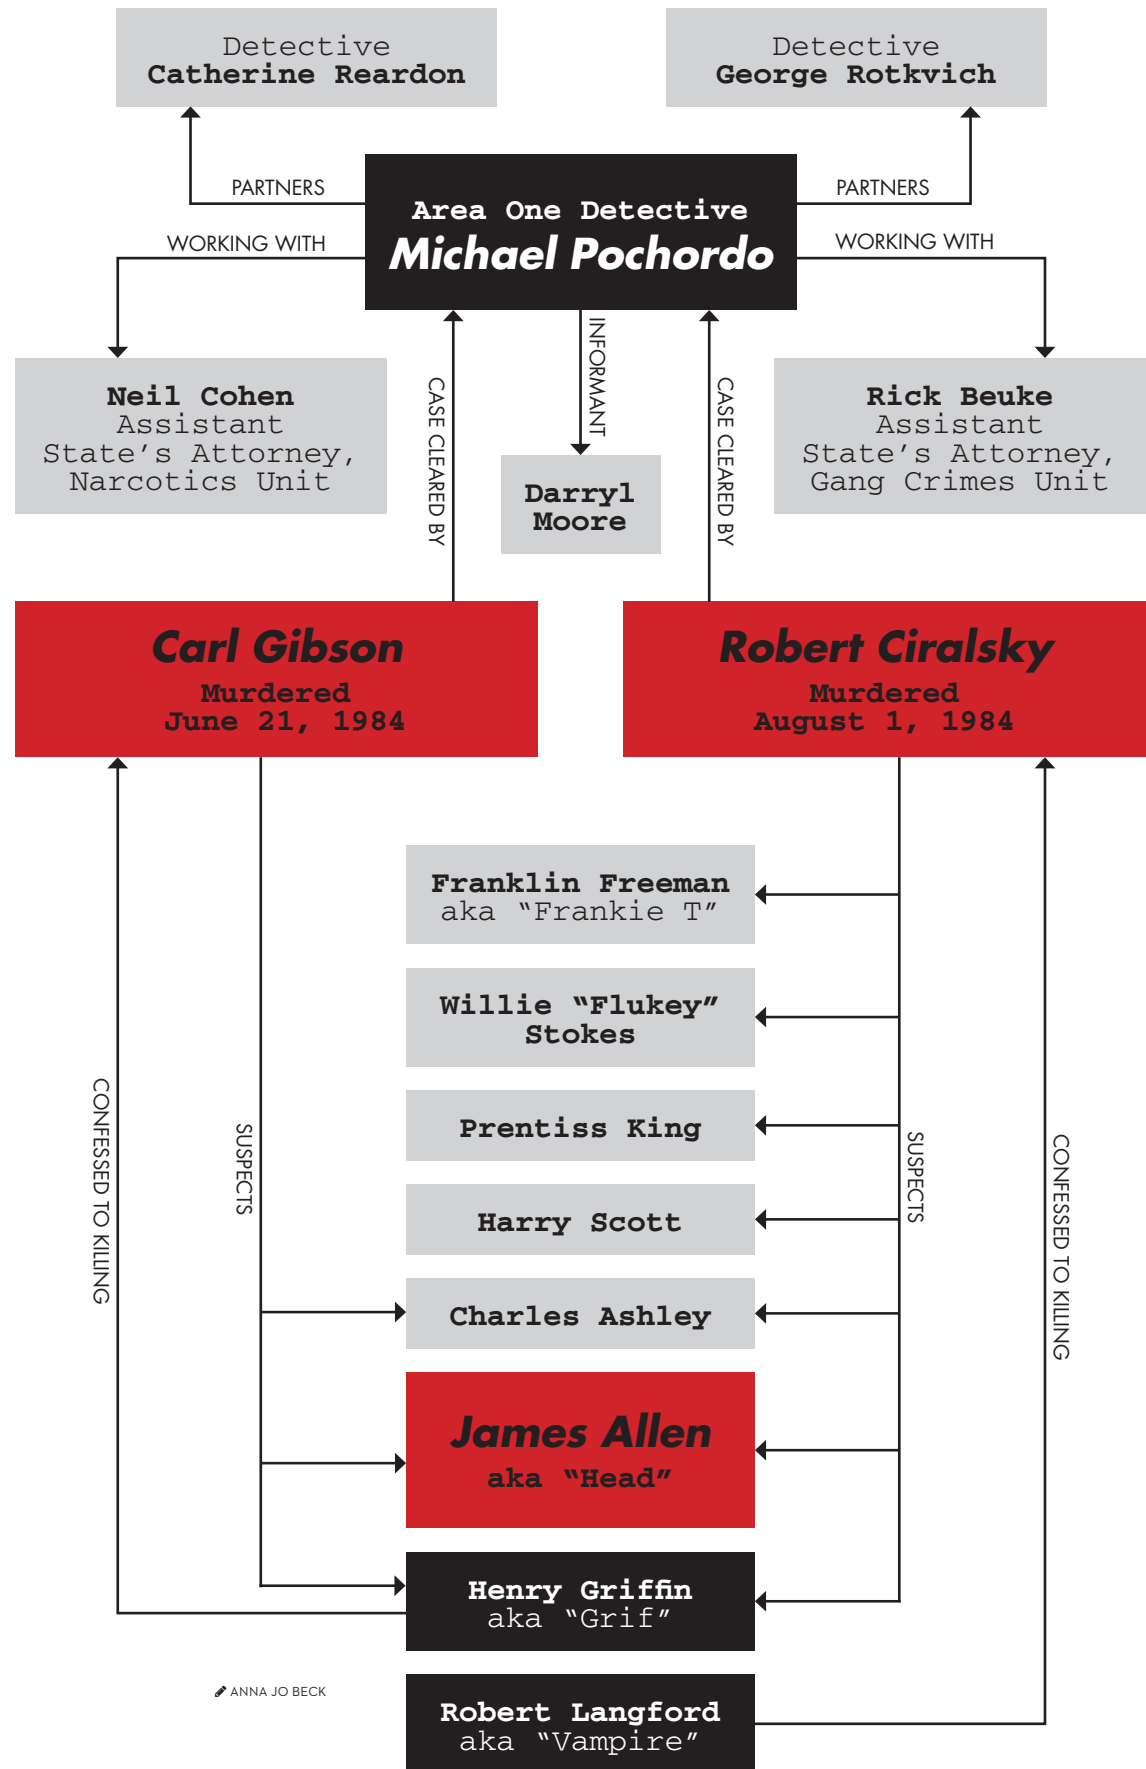 Detective
Catherine Reardon
Detective
George Rotkvich
PARTNERS
PARTNERS
Area One Detective
Michael Pochordo
WORKING WITH
WORKING WITH
INFORMANT
Neil Cohen
Assistant
State's Attorney,
Narcotics Unit
CASE CLEARED BY
Darryl
Moore
CASE CLEARED BY
Rick Beuke
Assistant
State's Attorney,
Gang Crimes Unit
Carl Gibson
Murdered
June 21, 1984
Robert Ciralsky
Murdered
August 1, 1984
Franklin Freeman
aka “Frankie T”
Willie “Flukey”
Stokes
Prentiss King
Harry Scott
Charles Ashley
CONFESSED TO KILLING
SUSPECTS
SUSPECTS
CONFESSED TO KILLING
James Allen
aka “Head”
Henry Griffin
aka “Grif”
ANNA JO BECK
Robert Langford
aka “Vampire”